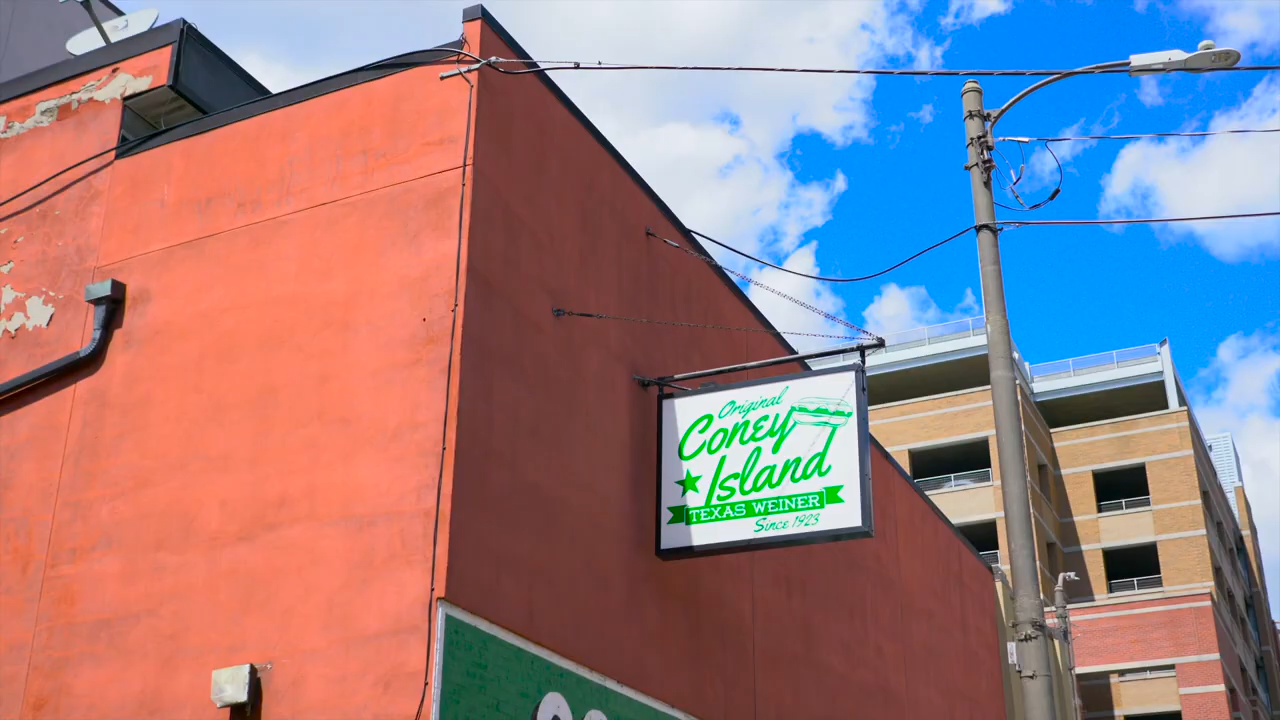 Original
Coney
Island
TEXAS WEINER
Since 1923